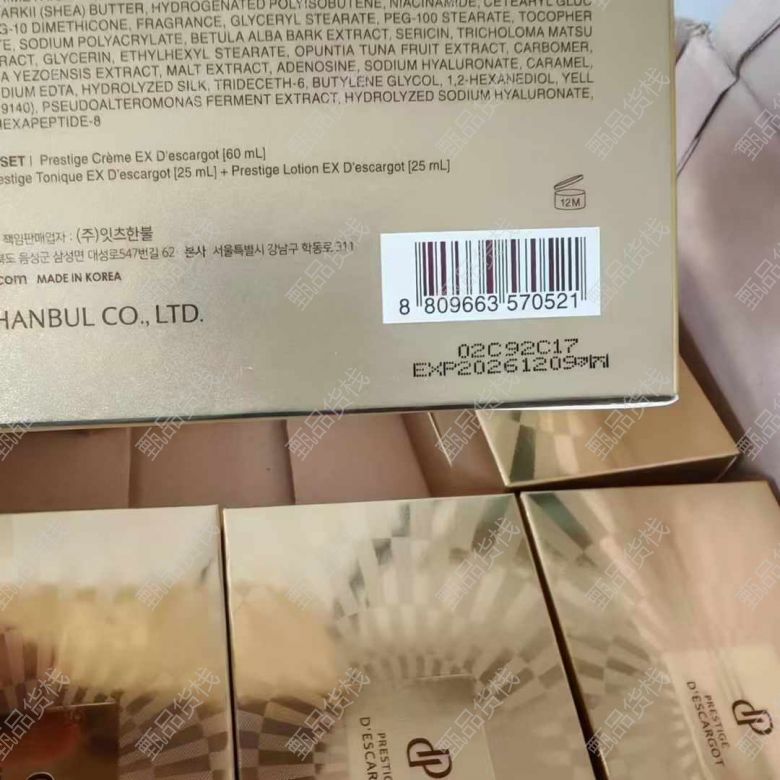 ARKII (SHEA) BUTTER, HYDROGENATED POLYISOBUTENE, NIACINAMIDE, CETEARYL GLUC
G-10 DIMETHICONE, FRAGRANCE, GLYCERYL STEARATE, PEG-100 STEARATE, TOCOPHER
TE, SODIUM POLYACRYLATE, BETULA ALBA BARK EXTRACT, SERICIN, TRICHOLOMA MATSU
RACT, GLYCERIN, ETHYLHEXYL STEARATE, OPUNTIA TUNA FRUIT EXTRACT, CARBOMER,
A YEZOENSIS EXTRACT, MALT EXTRACT, ADENOSINE, SODIUM HYALURONATE, CARAMEL,
DIUM EDTA, HYDROLYZED SILK, TRIDECETH-6, BUTYLENE GLYCOL, 1,2-HEXANEDIOL, YELL
9140), PSEUDOALTEROMONAS FERMENT EXTRACT, HYDROLYZED SODIUM HYALURONATE,
HEXAPEPTIDE-8
SET | Prestige Crème EX D'escargot [60 mL]
estige Tonique EX D'escargot [25 mL] + Prestige Lotion EX D'escargot [25 mL]
12M
책임판매업자 : (주)잇츠한불
북도 음성군 삼성면 대성로547번길 62 본사 서울특별시 강남구 학동로 311
com MADE IN KOREA
HANBUL CO., LTD.
8 809663 570521
02C92C17
EXP20261209
dP
PRESTIGE
D'ESCARGOT
dP
PRESTIGE
D'ESCARGOT
甄品货栈